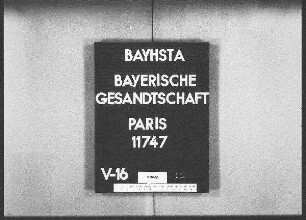 BAYHSTA
BAYERISCHE
GESANDTSCHAFT
PARIS
11747
V-16